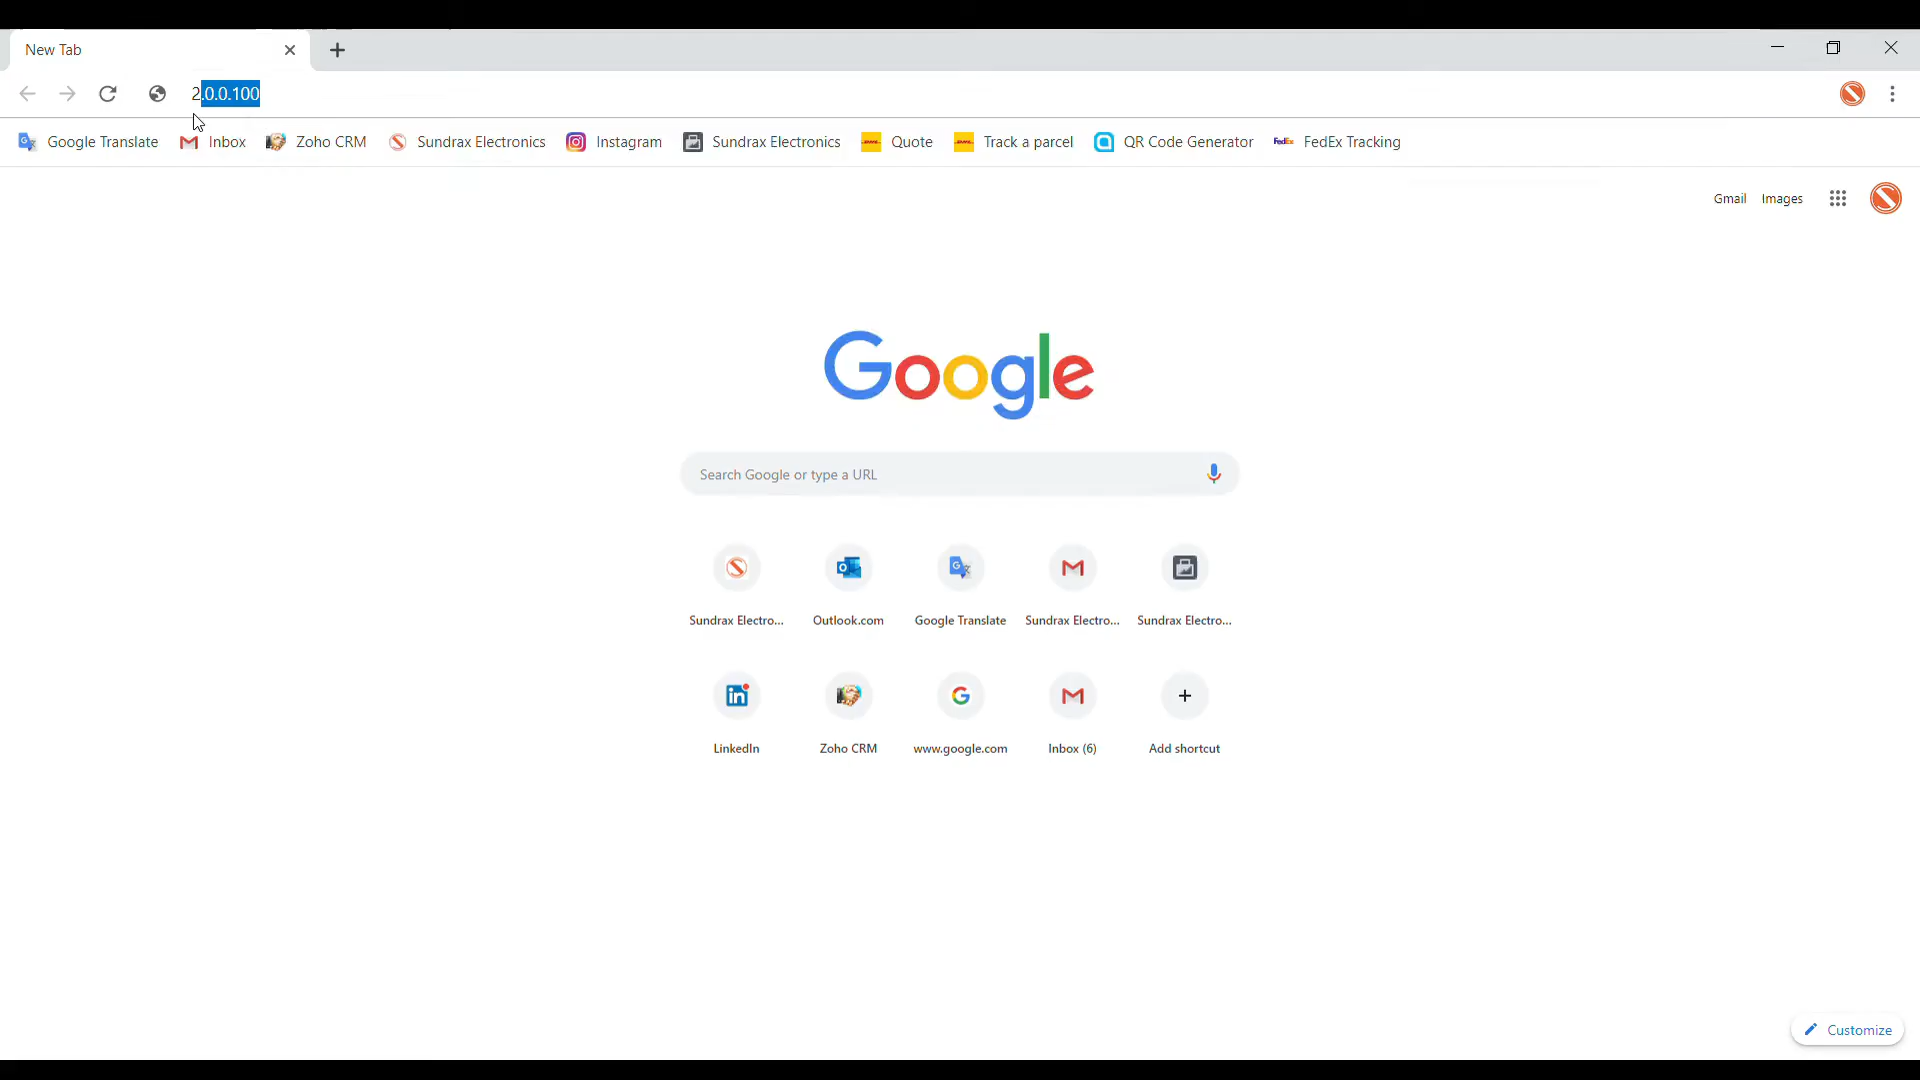 New Tab
2.0.0.100
Google Translate Inbox Zoho CRM Sundrax Electronics Instagram Sundrax Electronics Quote Track a parcel QR Code Generator FedEx FedEx Tracking
Gmail Images
Google
Search Google or type a URL
Sundrax Electro... Outlook.com Google Translate Sundrax Electro... Sundrax Electro...
LinkedIn Zoho CRM www.google.com Inbox (6) Add shortcut
Customize